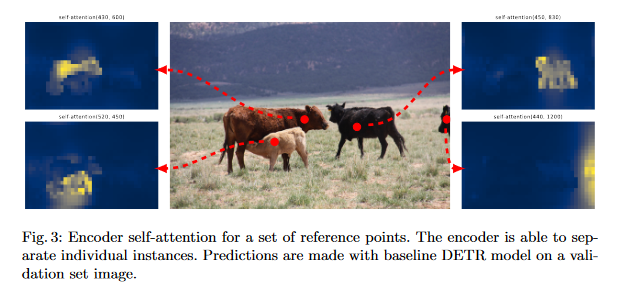 self-attention(430, 600)
self-attention(450, 830)
self-attention(520, 450)
self-attention(440, 1200)
Fig. 3: Encoder self-attention for a set of reference points. The encoder is able to sep-
arate individual instances. Predictions are made with baseline DETR model on a vali-
dation set image.